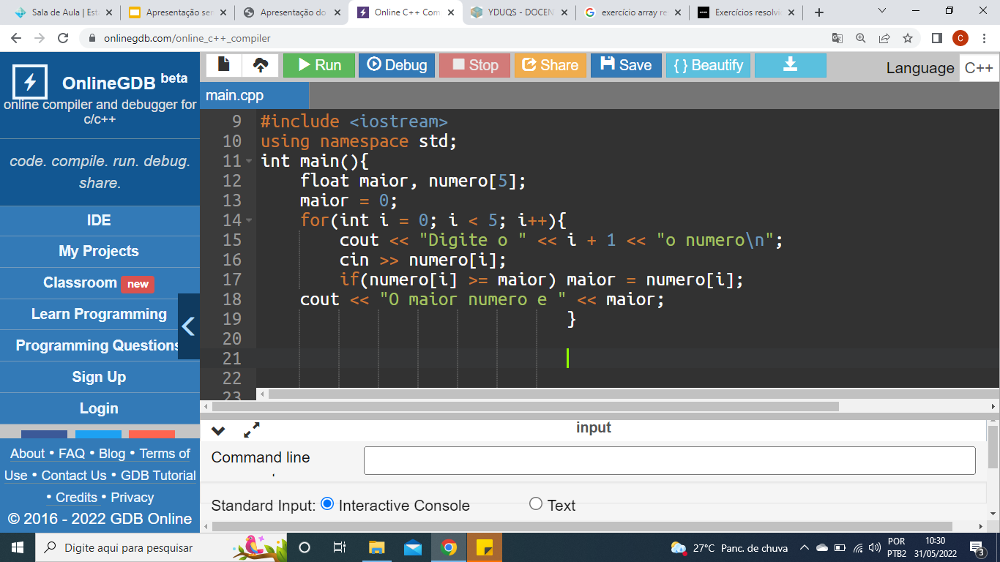 Sala de Aula | Esta
Apresentação ser
Apresentação do
Online C++ Com
YDUQS - DOCEN
exercício array re
Exercícios resolvi
onlinegdb.com/online_c++_compiler
C
OnlineGDB beta
online compiler and debugger for
c/c++
code. compile. run. debug.
share.
IDE
My Projects
Classroom new
Learn Programming
Programming Questions
Sign Up
Login
About • FAQ • Blog • Terms of
Use • Contact Us • GDB Tutorial
• Credits • Privacy
© 2016 - 2022 GDB Online
Run Debug Stop Share Save { } Beautify
Language C++
main.cpp
9 #include <iostream>
10 using namespace std;
11 int main(){
12 float maior, numero[5];
13 maior = 0;
14 for(int i = 0; i < 5; i++){
15 cout << "Digite o " << i + 1 << "o numero\n";
16 cin >> numero[i];
17 if(numero[i] >= maior) maior = numero[i];
18 cout << "O maior numero e " << maior;
19 }
20
21
22
23
input
Command line
Standard Input: Interactive Console Text
Digite aqui para pesquisar
27°C Panc. de chuva
POR
PTB2
10:30
31/05/2022
3